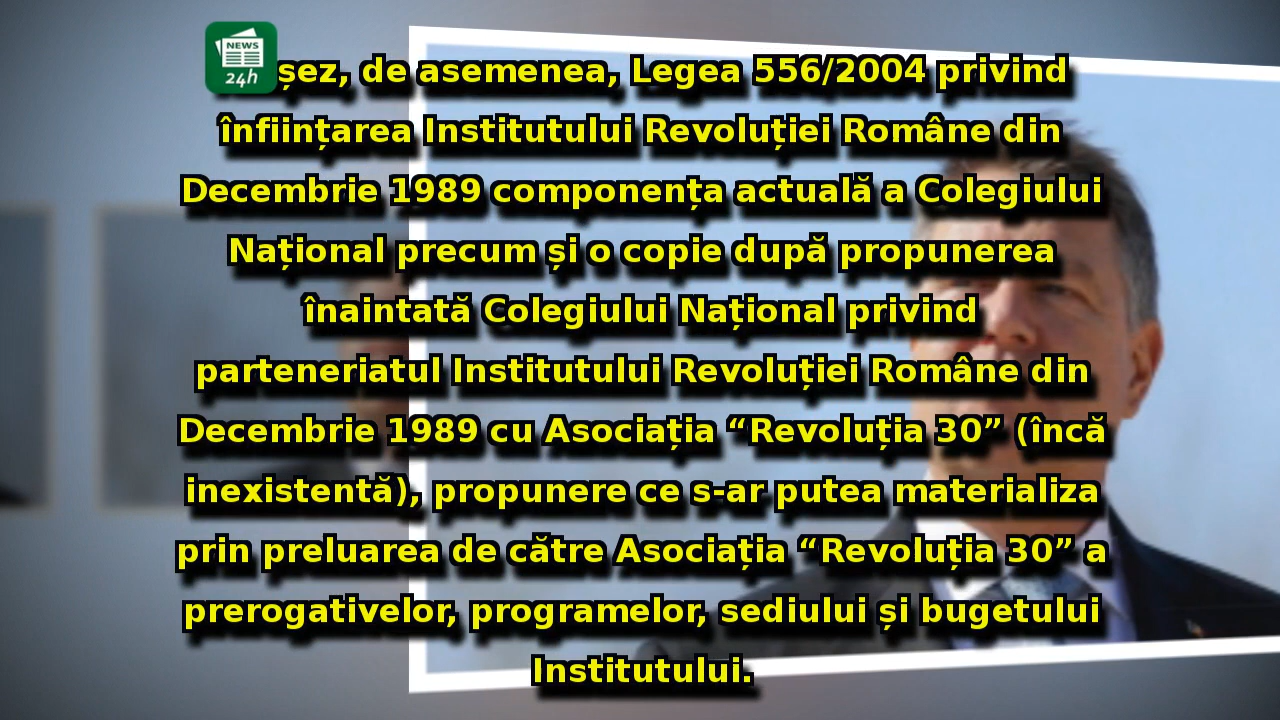 NEWS
24h
șez, de asemenea, Legea 556/2004 privind
înființarea Institutului Revoluției Române din
Decembrie 1989 componența actuală a Colegiului
Național precum și o copie după propunerea
înaintată Colegiului Național privind
parteneriatul Institutului Revoluției Române din
Decembrie 1989 cu Asociația “Revoluția 30” (încă
inexistentă), propunere ce s-ar putea materializa
prin preluarea de către Asociația “Revoluția 30” a
prerogativelor, programelor, sediului și bugetului
Institutului.